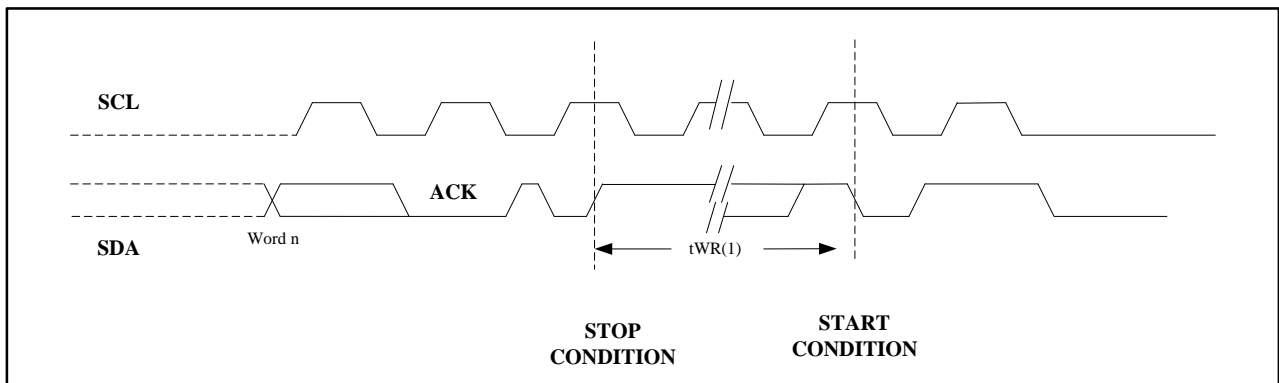 SCL
ACK
SDA
Word n
tWR(1)
STOP
CONDITION
START
CONDITION